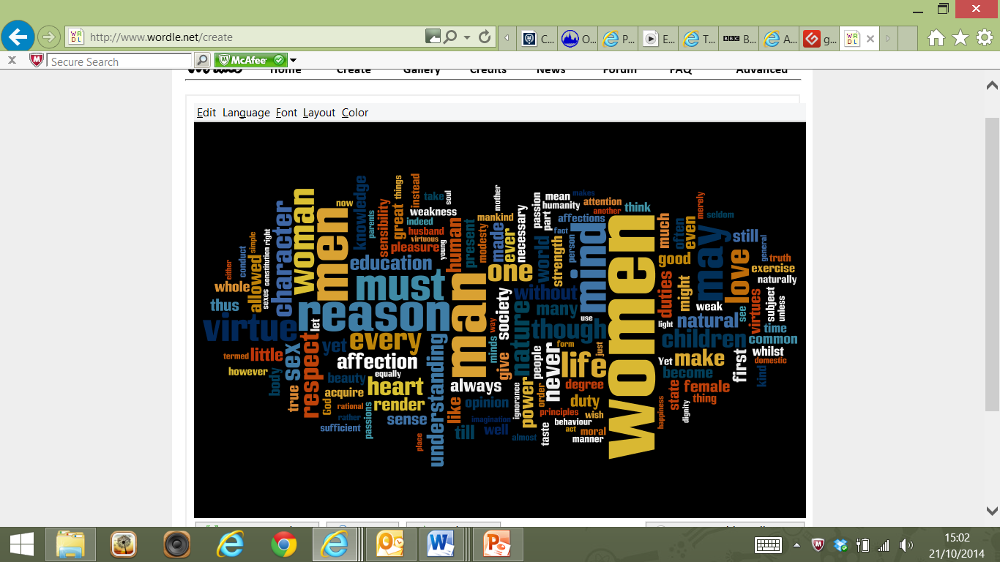 http://www.wordle.net/create
C...
O...
P...
E...
T...
BBC B...
A...
g...
Secure Search
McAfee
Wordle Home Create Gallery Credits News Forum FAQ Advanced
Edit Language Font Layout Color
women
man
men
reason
must
woman
virtue
mind
may
life
love
one
every
nature
character
respect
understanding
though
children
heart
never
sex
affection
education
human
society
without
many
natural
make
duties
power
always
knowledge
sensibility
great
things
instead
take
soul
weakness
indeed
husband
virtuous
young
pleasure
parents
now
present
modesty
mankind
mother
made
ever
necessary
passion
part
mean
humanity
makes
attention
another
affections
think
fact
person
strength
world
much
often
even
merely
seldom
still
general
truth
exercise
naturally
good
might
weak
see
virtues
subject
unless
light
time
common
whilst
domestic
kind
first
Yet
become
female
thing
state
dignity
happiness
use
just
form
people
degree
duty
wish
principles
behaviour
act
moral
manner
taste
order
ignorance
almost
well
imagination
opinion
till
like
give
minds
way
sense
place
render
equally
beauty
acquire
rational
rather
sufficient
passions
God
true
body
yet
let
little
termed
however
thus
whole
either
conduct
simple
allowed
sexes
constitution
right
15:02
21/10/2014